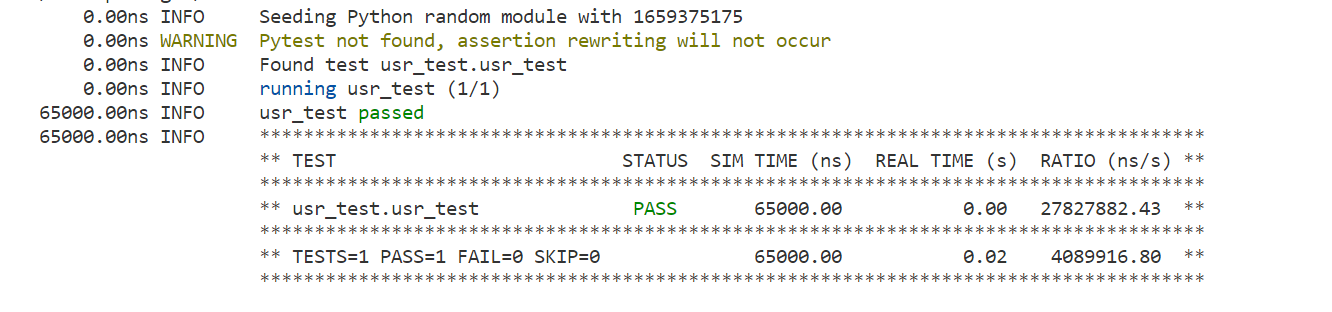 0.00ns INFO     Seeding Python random module with 1659375175
0.00ns WARNING  Pytest not found, assertion rewriting will not occur
0.00ns INFO     Found test usr_test.usr_test
0.00ns INFO     running usr_test (1/1)
65000.00ns INFO     usr_test passed
65000.00ns INFO     **************************************************************************************
** TEST                          STATUS  SIM TIME (ns)  REAL TIME (s)  RATIO (ns/s) **
**************************************************************************************
** usr_test.usr_test              PASS       65000.00           0.00   27827882.43  **
**************************************************************************************
** TESTS=1 PASS=1 FAIL=0 SKIP=0              65000.00           0.02    4089916.80  **
**************************************************************************************